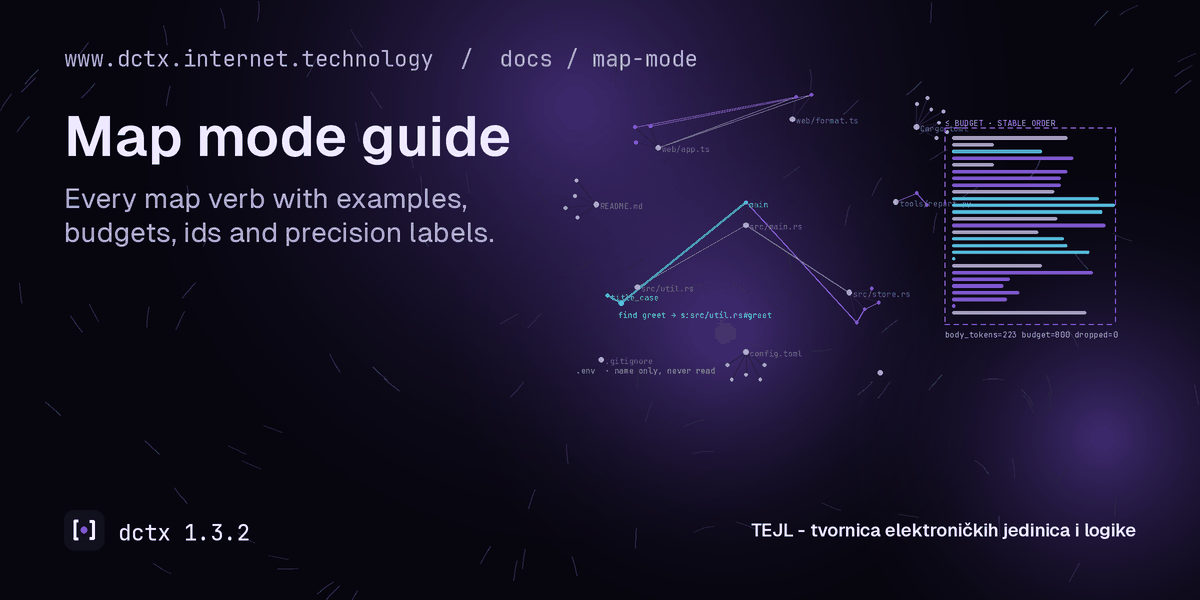 www.dctx.internet.technology / docs / map-mode
Map mode guide
Every map verb with examples,
budgets, ids and precision labels.
web/format.ts
web/app.ts
README.md
main
src/main.rs
src/util.rs
title_case
find greet → s:src/util.rs#greet
src/store.rs
.gitignore
.env · name only, never read
config.toml
BUDGET · STABLE ORDER
body_tokens=223 budget=800 dropped=0
dctx 1.3.2
TEJL - tvornica elektroničkih jedinica i logike